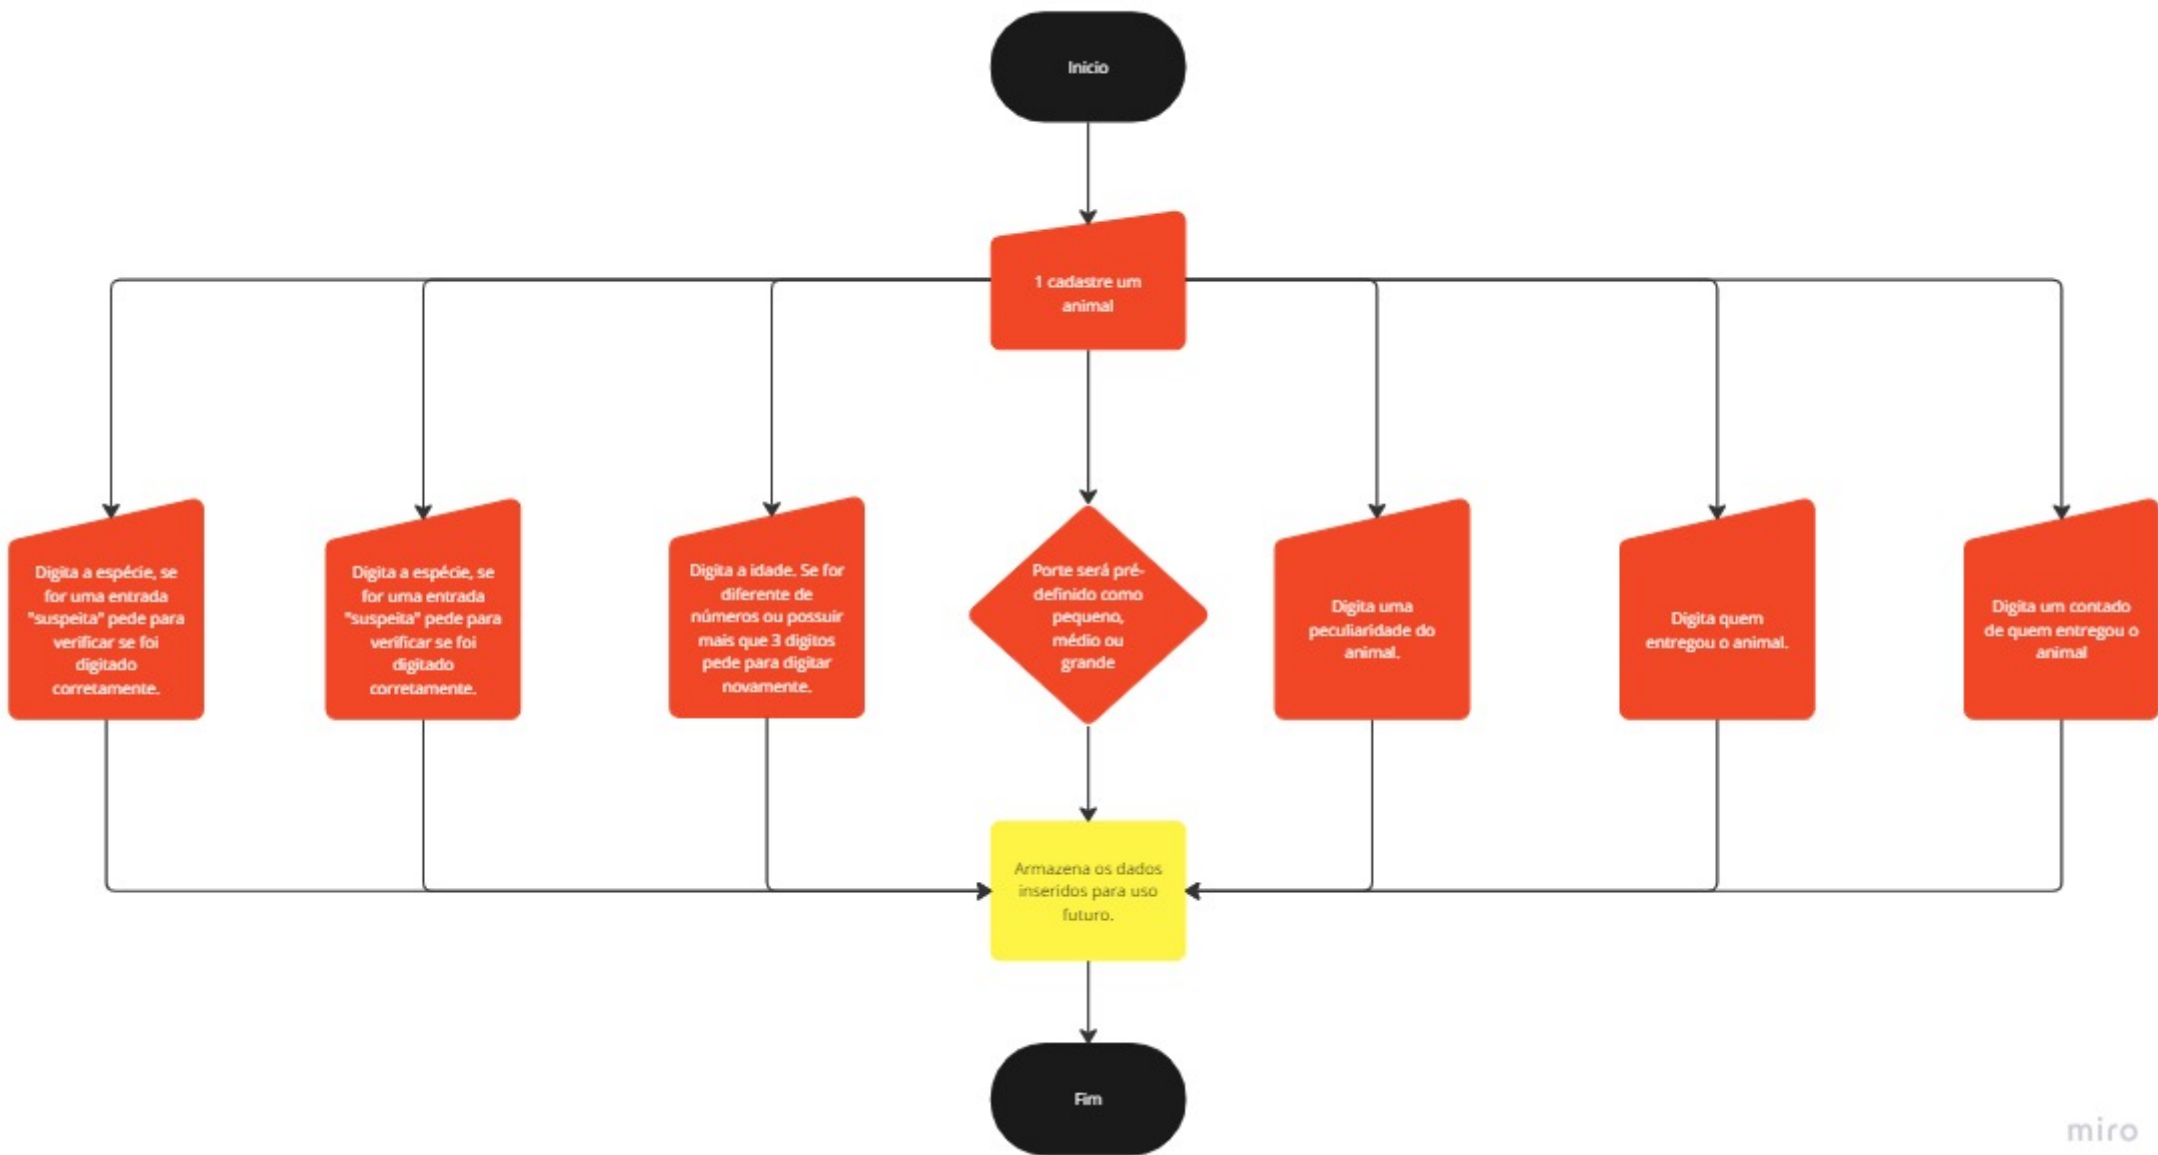 Inicio
1 cadastre um
animal
Digita a espécie, se
for uma entrada
"suspeita" pede para
verificar se foi
digitado
corretamente.
Digita a espécie, se
for uma entrada
"suspeita" pede para
verificar se foi
digitado
corretamente.
Digita a idade. Se for
diferente de
números ou possuir
mais que 3 digitos
pede para digitar
novamente.
Porte será pré-
definido como
pequeno,
médio ou
grande
Digita uma
peculiaridade do
animal.
Digita quem
entregou o animal.
Digita um contado
de quem entregou o
animal
Armazena os dados
inseridos para uso
futuro.
Fim
miro